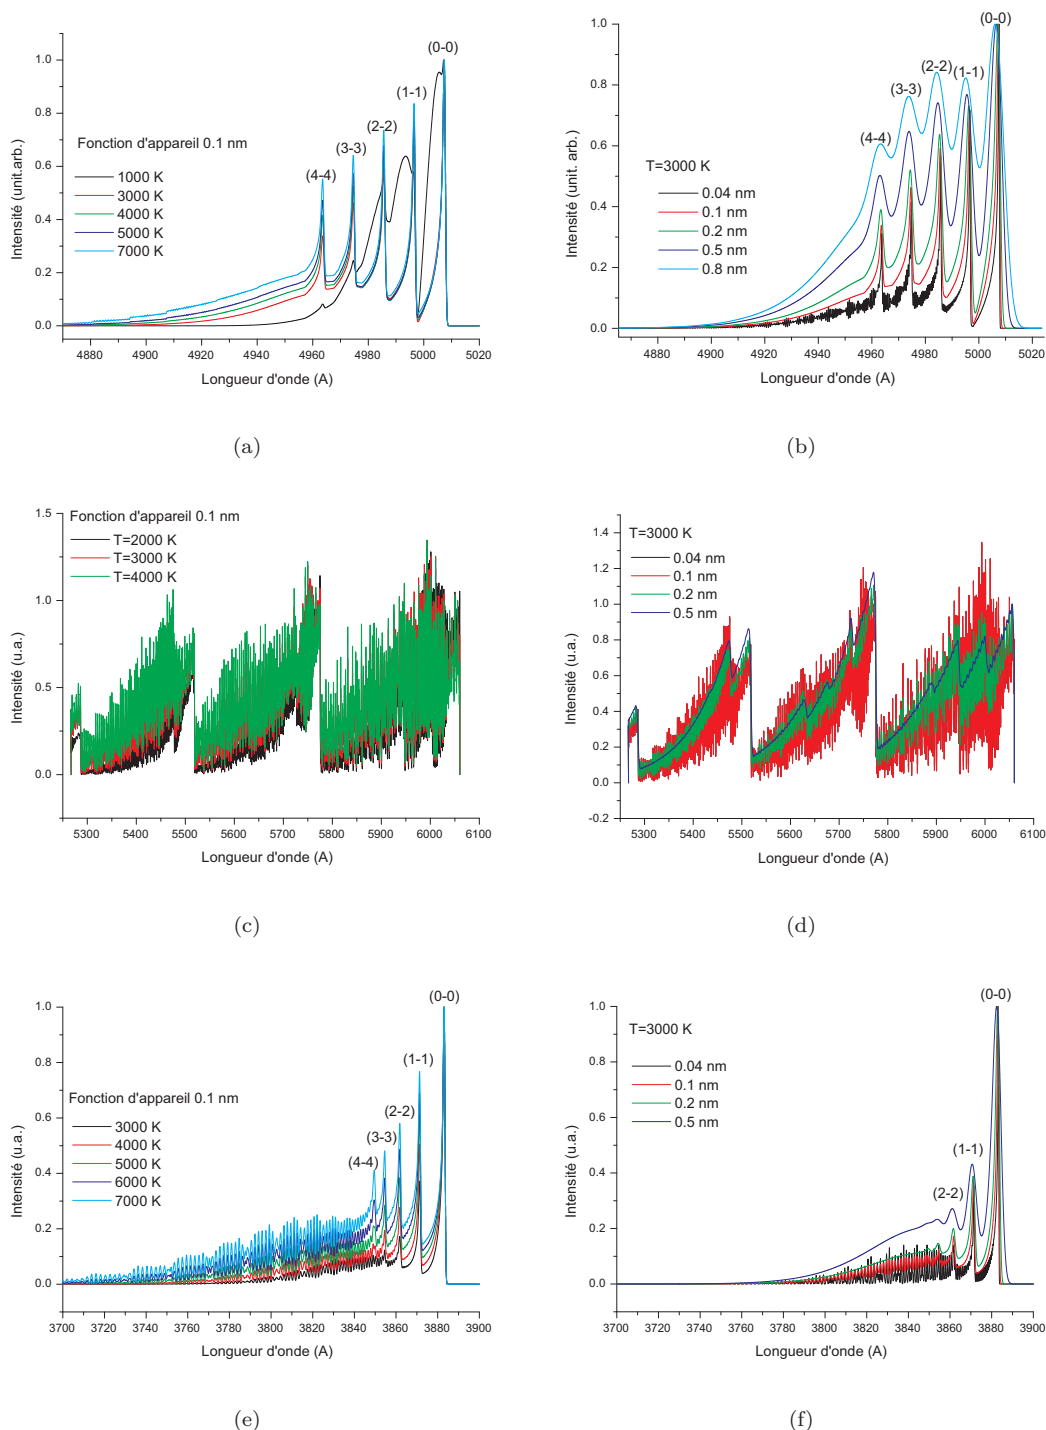 (0-0)
(1-1)
(2-2)
(3-3)
(4-4)
Fonction d'appareil 0.1 nm
1000 K
3000 K
4000 K
5000 K
7000 K
Intensité (unit.arb.)
1.0
0.8
0.6
0.4
0.2
0.0
4880 4900 4920 4940 4960 4980 5000 5020
Longueur d'onde (A)
(a)
(0-0)
(2-2)
(1-1)
(3-3)
(4-4)
T=3000 K
0.04 nm
0.1 nm
0.2 nm
0.5 nm
0.8 nm
Intensité (unit. arb.)
1.0
0.8
0.6
0.4
0.2
0.0
4880 4900 4920 4940 4960 4980 5000 5020
Longueur d'onde (A)
(b)
Fonction d'appareil 0.1 nm
T=2000 K
T=3000 K
T=4000 K
Intensité (u.a.)
1.5
1.0
0.5
0.0
5300 5400 5500 5600 5700 5800 5900 6000 6100
Longueur d'onde (A)
(c)
T=3000 K
0.04 nm
0.1 nm
0.2 nm
0.5 nm
Intensité (u.a.)
1.4
1.2
1.0
0.8
0.6
0.4
0.2
0.0
-0.2
5300 5400 5500 5600 5700 5800 5900 6000 6100
Longueur d'onde (A)
(d)
(0-0)
(1-1)
(2-2)
(3-3)
(4-4)
Fonction d'appareil 0.1 nm
3000 K
4000 K
5000 K
6000 K
7000 K
Intensité (u.a.)
1.0
0.8
0.6
0.4
0.2
0.0
3700 3720 3740 3760 3780 3800 3820 3840 3860 3880 3900
Longueur d'onde (A)
(e)
(0-0)
(1-1)
(2-2)
T=3000 K
0.04 nm
0.1 nm
0.2 nm
0.5 nm
Intensité (u.a.)
1.0
0.8
0.6
0.4
0.2
0.0
3700 3720 3740 3760 3780 3800 3820 3840 3860 3880 3900
Longueur d'onde (A)
(f)